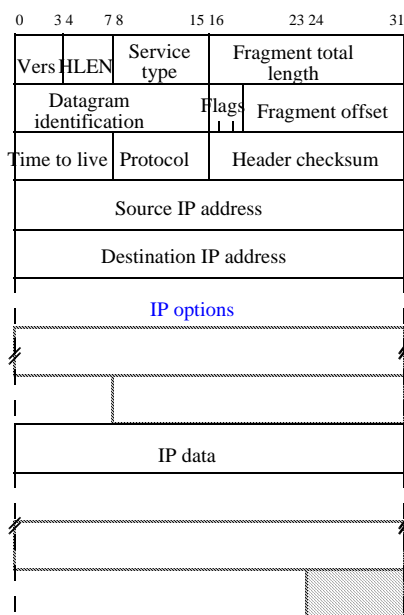 0 3 4 7 8 15 16 23 24 31
Vers HLEN Service type Fragment total length
Datagram identification Flags Fragment offset
Time to live Protocol Header checksum
Source IP address
Destination IP address
IP options
IP data